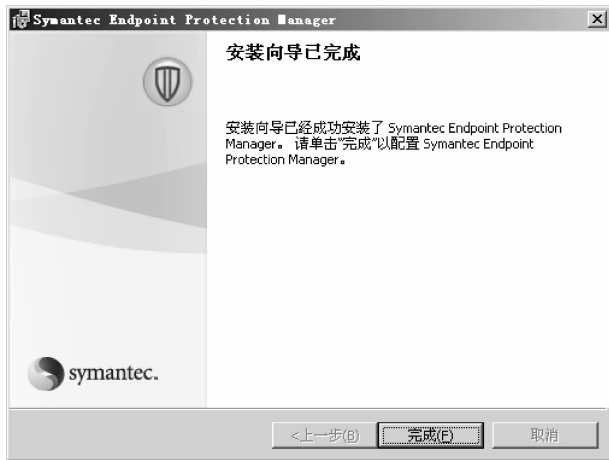 Symantec Endpoint Protection Manager
安装向导已完成
安装向导已经成功安装了 Symantec Endpoint Protection
Manager。 请单击“完成”以配置 Symantec Endpoint
Protection Manager。
symantec.
<上一步(B) 完成(F) 取消